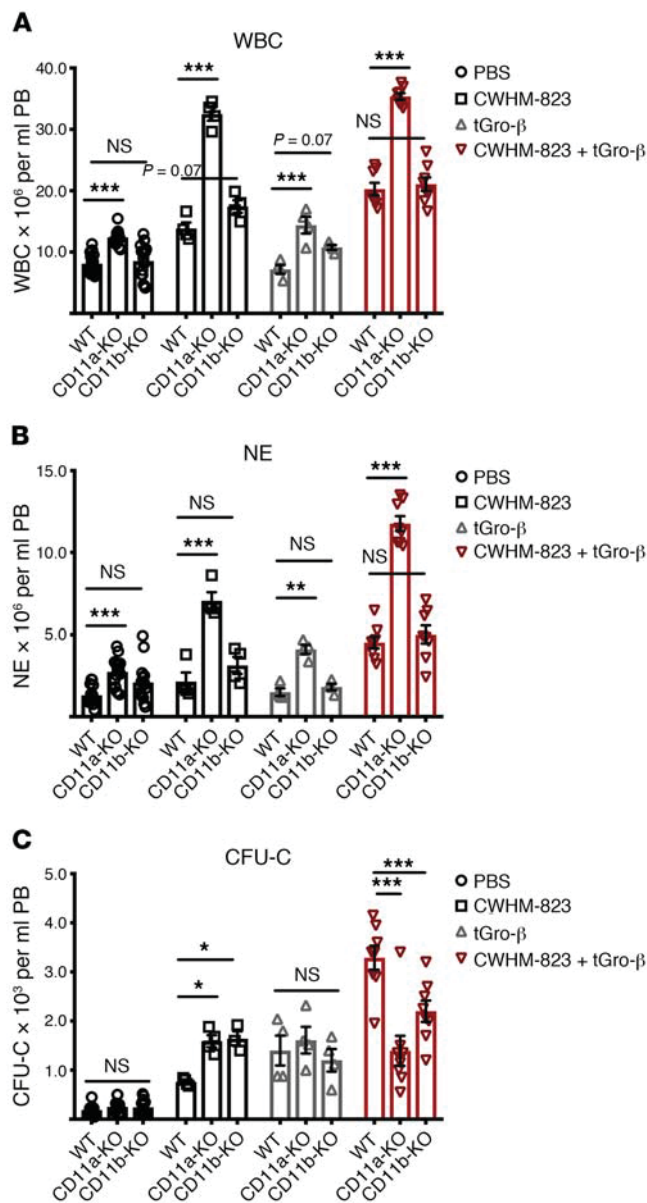 A
WBC
WBC × 10⁶ per ml PB
40.0
30.0
20.0
10.0
***
NS
***
P = 0.07
***
P = 0.07
***
NS
WT
CD11a-KO
CD11b-KO
WT
CD11a-KO
CD11b-KO
WT
CD11a-KO
CD11b-KO
WT
CD11a-KO
CD11b-KO
PBS
CWHM-823
tGro-β
CWHM-823 + tGro-β
B
NE
NE × 10⁶ per ml PB
15.0
10.0
5.0
NS
***
NS
***
NS
**
***
NS
WT
CD11a-KO
CD11b-KO
WT
CD11a-KO
CD11b-KO
WT
CD11a-KO
CD11b-KO
WT
CD11a-KO
CD11b-KO
PBS
CWHM-823
tGro-β
CWHM-823 + tGro-β
C
CFU-C
CFU-C × 10³ per ml PB
5.0
4.0
3.0
2.0
1.0
NS
*
*
NS
***
***
WT
CD11a-KO
CD11b-KO
WT
CD11a-KO
CD11b-KO
WT
CD11a-KO
CD11b-KO
WT
CD11a-KO
CD11b-KO
PBS
CWHM-823
tGro-β
CWHM-823 + tGro-β